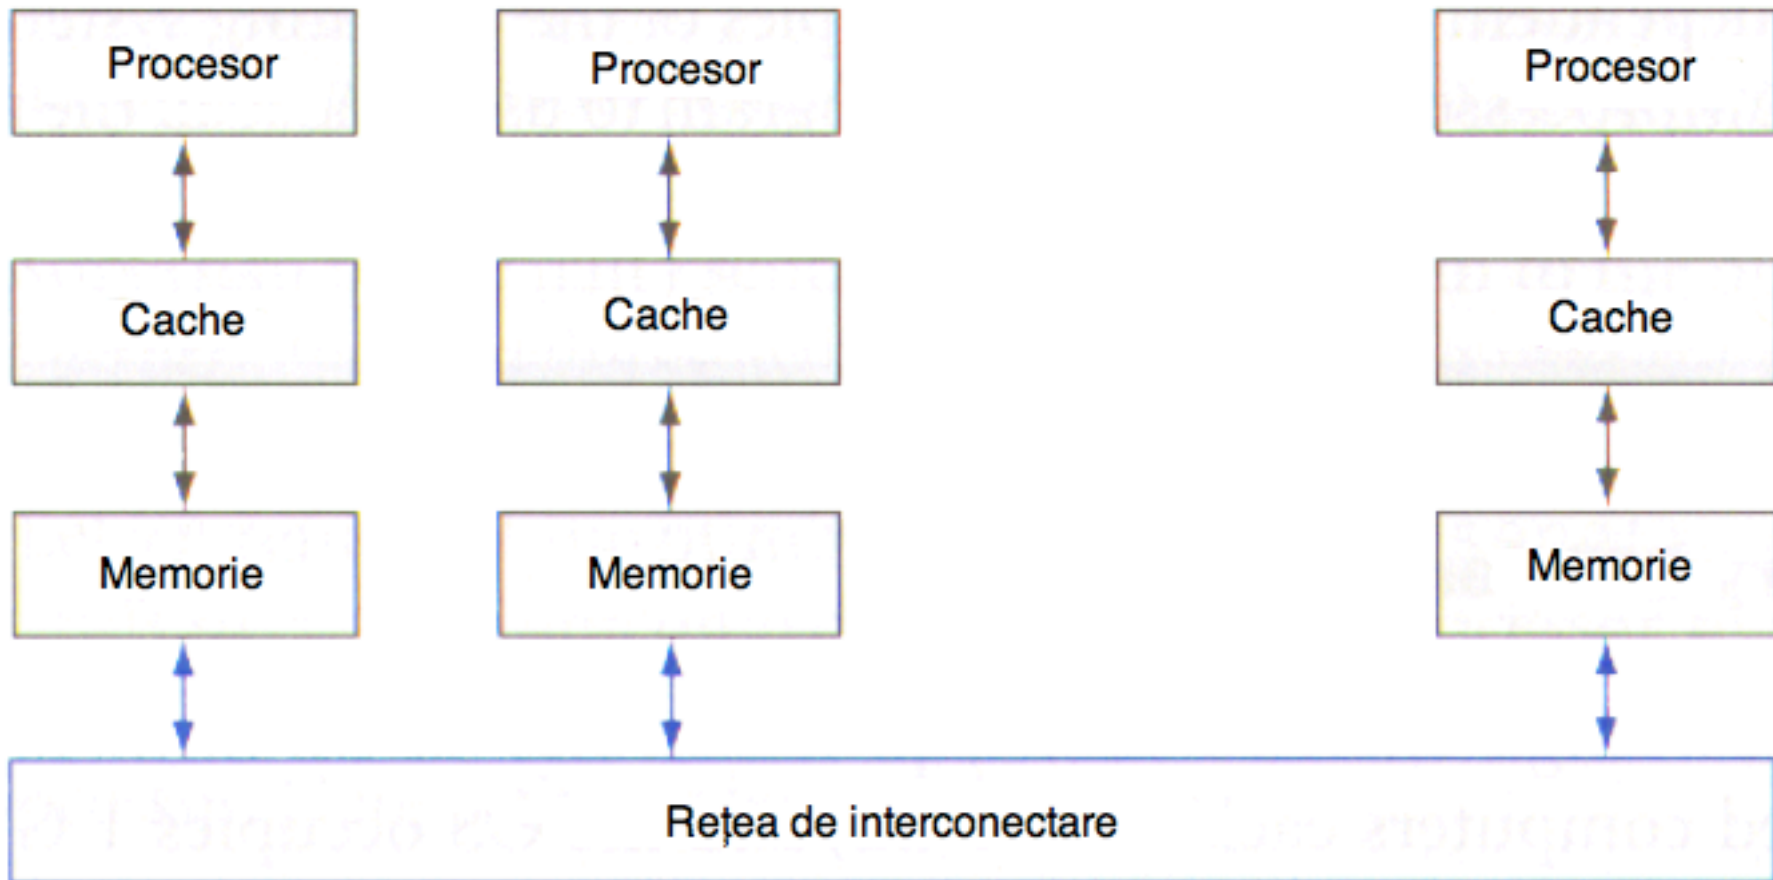 Procesor
Procesor
Procesor
Cache
Cache
Cache
Memorie
Memorie
Memorie
Rețea de interconectare